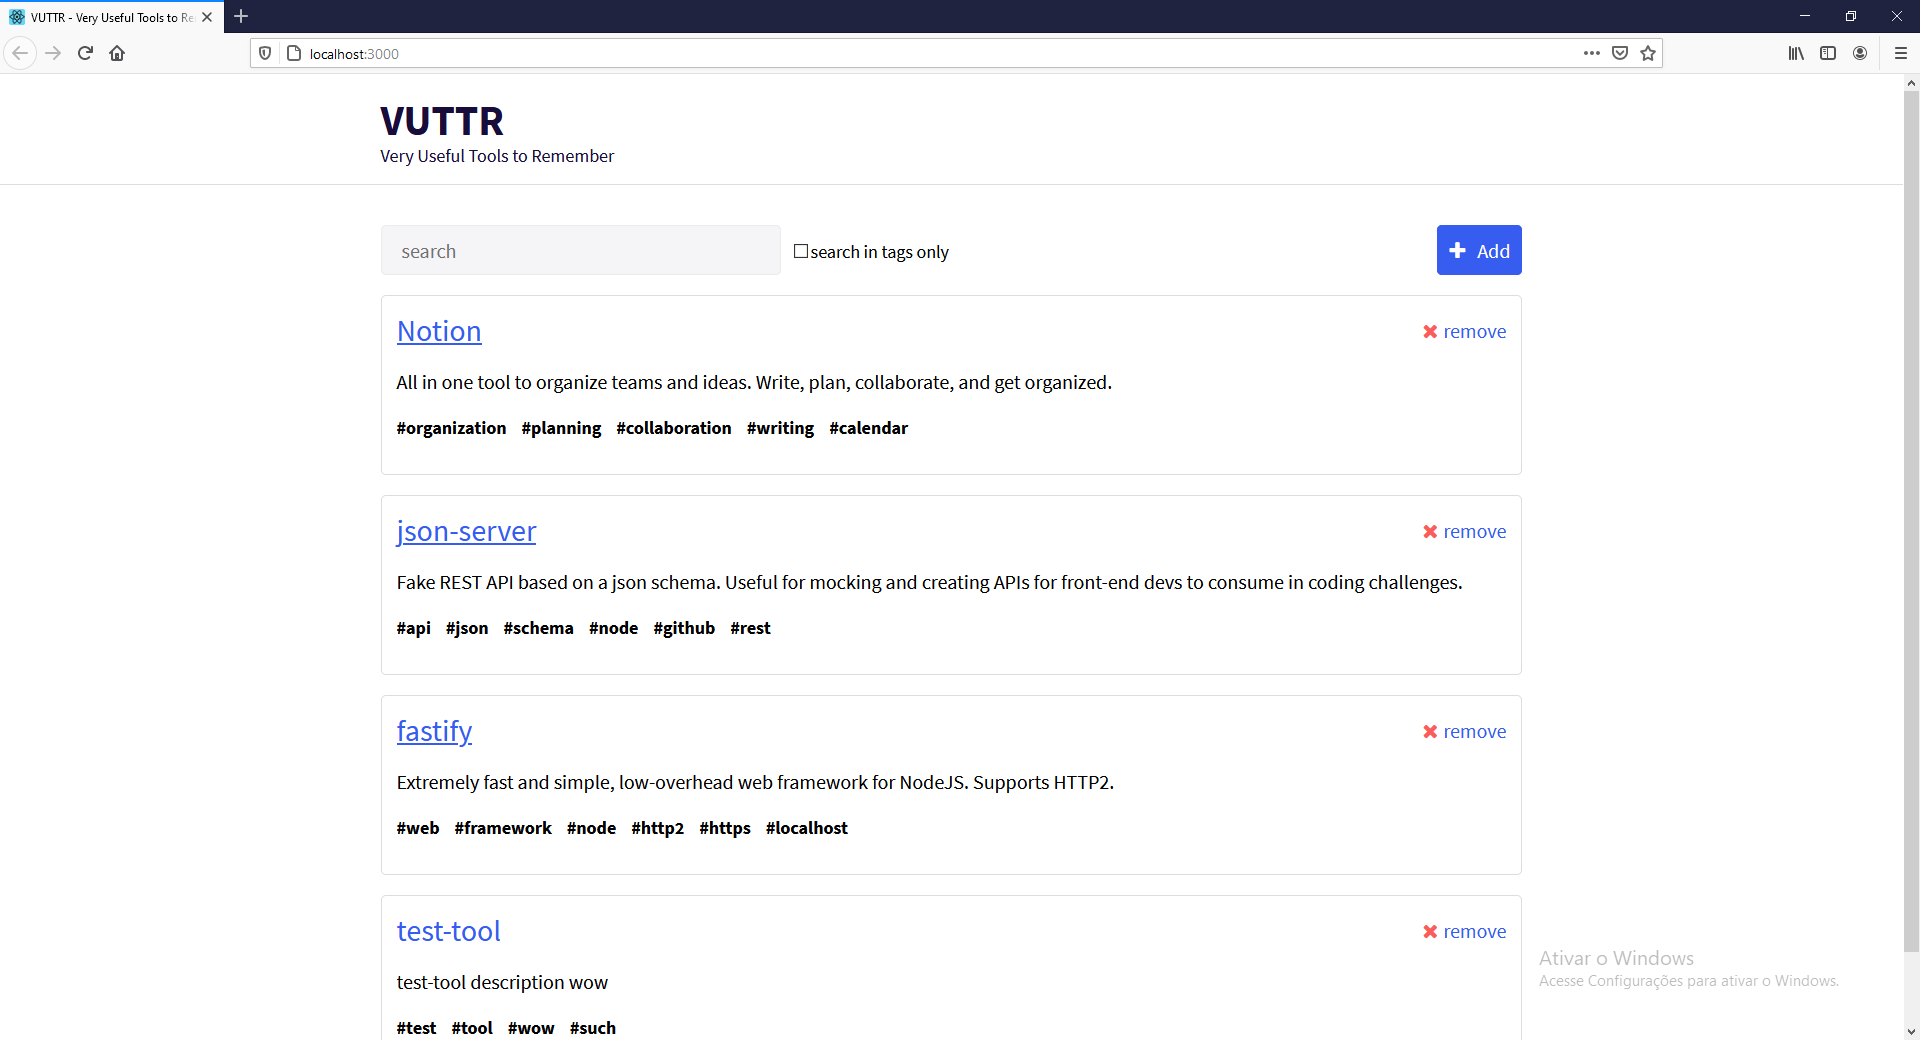 VUTTR - Very Useful Tools to Re
localhost:3000
VUTTR
Very Useful Tools to Remember
search
search in tags only
Add
Notion
remove
All in one tool to organize teams and ideas. Write, plan, collaborate, and get organized.
#organization #planning #collaboration #writing #calendar
json-server
remove
Fake REST API based on a json schema. Useful for mocking and creating APIs for front-end devs to consume in coding challenges.
#api #json #schema #node #github #rest
fastify
remove
Extremely fast and simple, low-overhead web framework for NodeJS. Supports HTTP2.
#web #framework #node #http2 #https #localhost
test-tool
remove
test-tool description wow
#test #tool #wow #such
Ativar o Windows
Acesse Configurações para ativar o Windows.